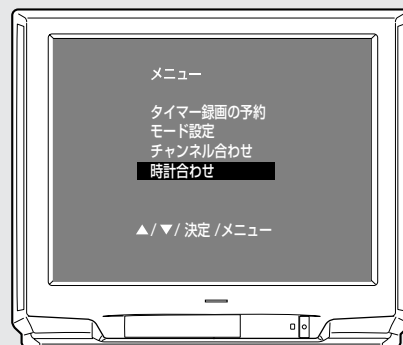 メニュー
タイマー録画の予約
モード設定
チャンネル合わせ
時計合わせ
▲/▼/ 決定 /メニュー